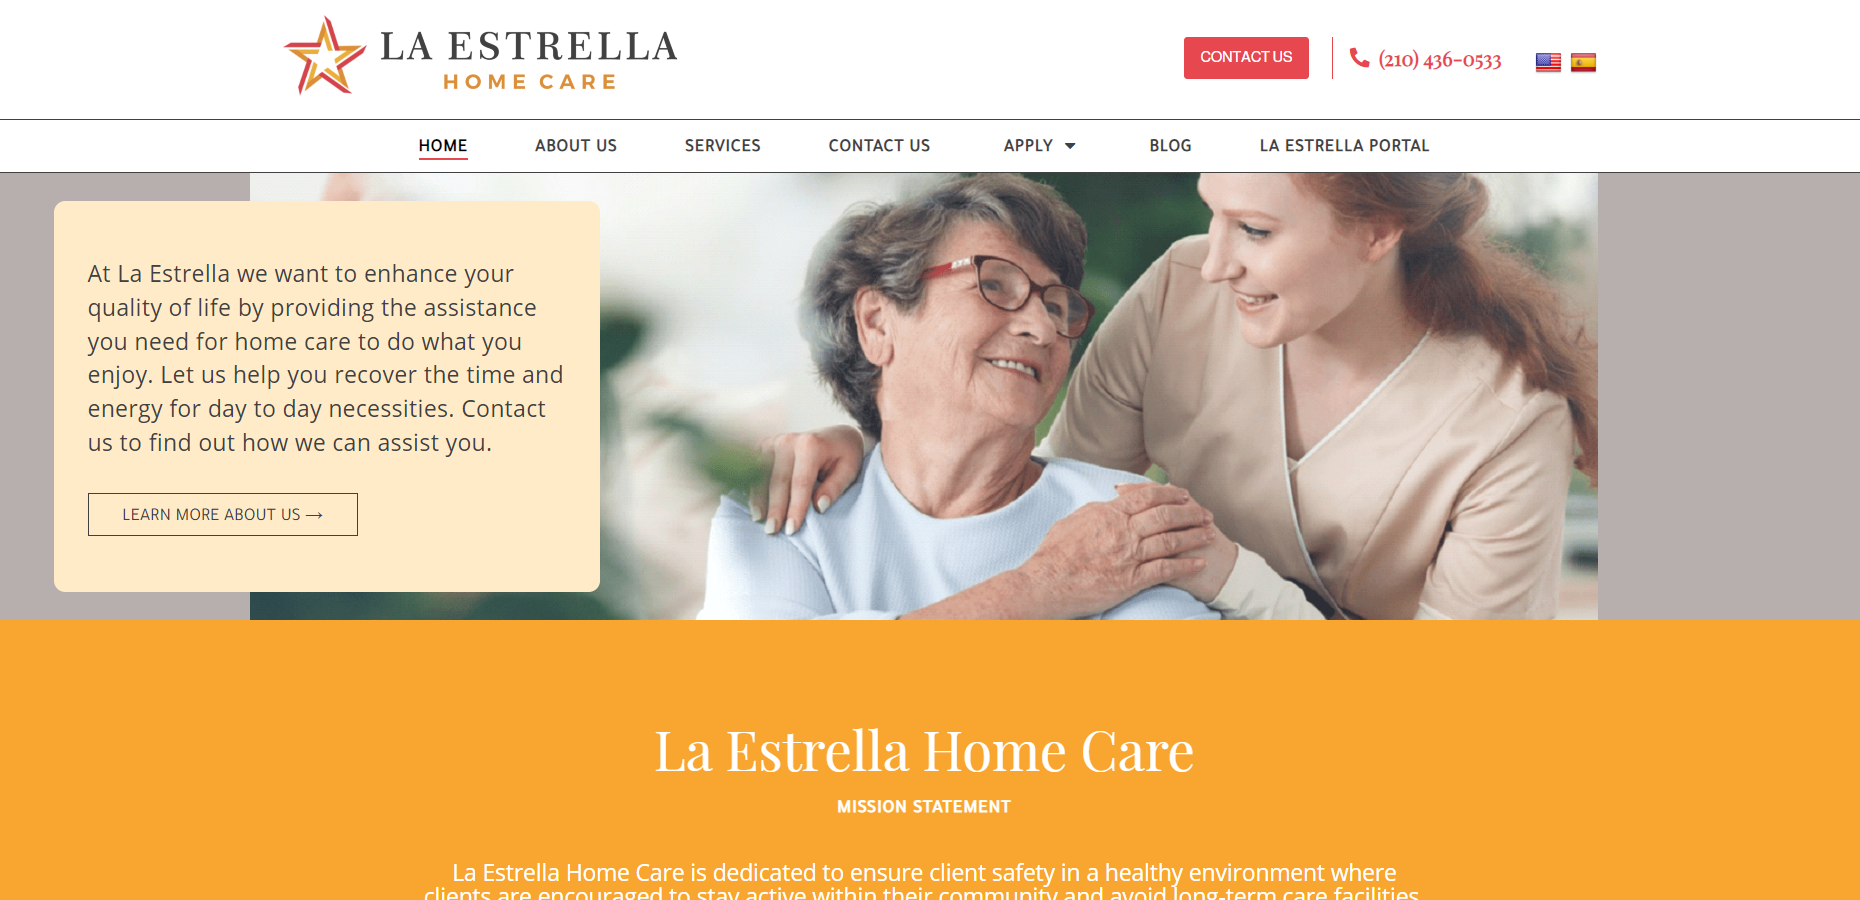 LA ESTRELLA
HOME CARE
CONTACT US
(210) 436-0533
HOME
ABOUT US
SERVICES
CONTACT US
APPLY
BLOG
LA ESTRELLA PORTAL
At La Estrella we want to enhance your
quality of life by providing the assistance
you need for home care to do what you
enjoy. Let us help you recover the time and
energy for day to day necessities. Contact
us to find out how we can assist you.
LEARN MORE ABOUT US →
La Estrella Home Care
MISSION STATEMENT
La Estrella Home Care is dedicated to ensure client safety in a healthy environment where
clients are encouraged to stay active within their community and avoid long-term care facilities